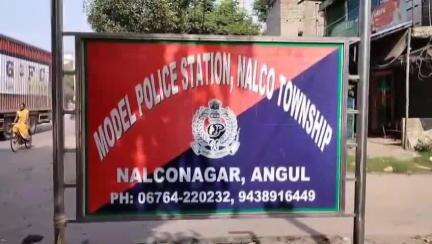 MODEL POLICE STATION, NALCO TOWNSHIP
NALCONAGAR, ANGUL
PH: 06764-220232, 9438916449